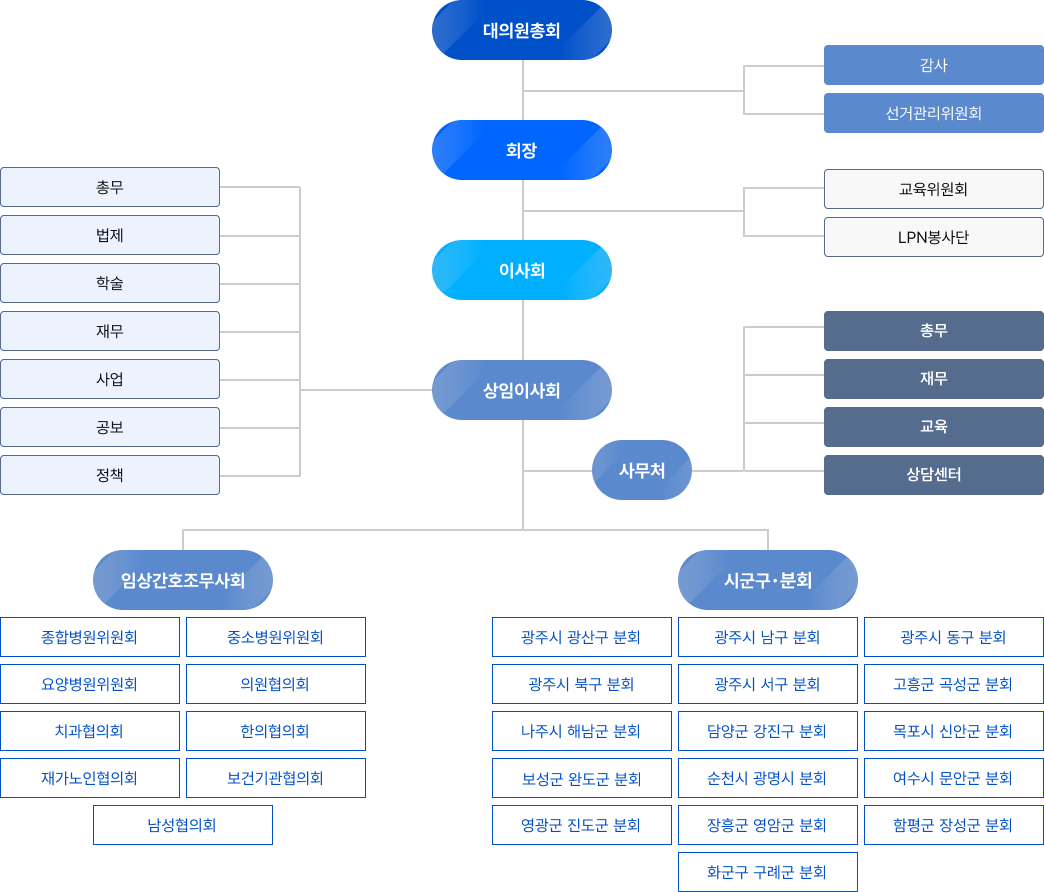 대의원총회
감사
선거관리위원회
회장
교육위원회
LPN봉사단
이사회
총무
법제
학술
재무
사업
공보
정책
상임이사회
사무처
총무
재무
교육
상담센터
임상간호조무사회
종합병원위원회
중소병원위원회
요양병원위원회
의원협의회
치과협의회
한의협의회
재가노인협의회
보건기관협의회
남성협의회
시군구·분회
광주시 광산구 분회
광주시 남구 분회
광주시 동구 분회
광주시 북구 분회
광주시 서구 분회
고흥군 곡성군 분회
나주시 해남군 분회
담양군 강진구 분회
목포시 신안군 분회
보성군 완도군 분회
순천시 광명시 분회
여수시 문안군 분회
영광군 진도군 분회
장흥군 영암군 분회
함평군 장성군 분회
화군구 구례군 분회